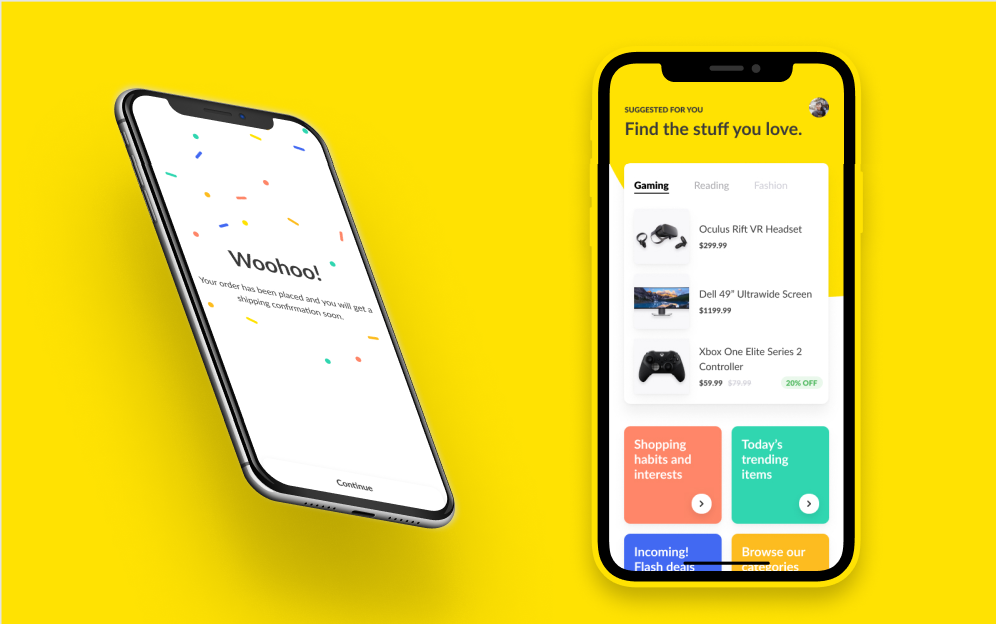 Woohoo!
Your order has been placed and you will get a
shipping confirmation soon.
Continue
SUGGESTED FOR YOU
Find the stuff you love.
Gaming Reading Fashion
Oculus Rift VR Headset
$299.99
Dell 49" Ultrawide Screen
$1199.99
Xbox One Elite Series 2
Controller
$59.99 $79.99 20% OFF
Shopping
habits and
interests
Today's
trending
items
Incoming!
Flash deals
Browse our
categories